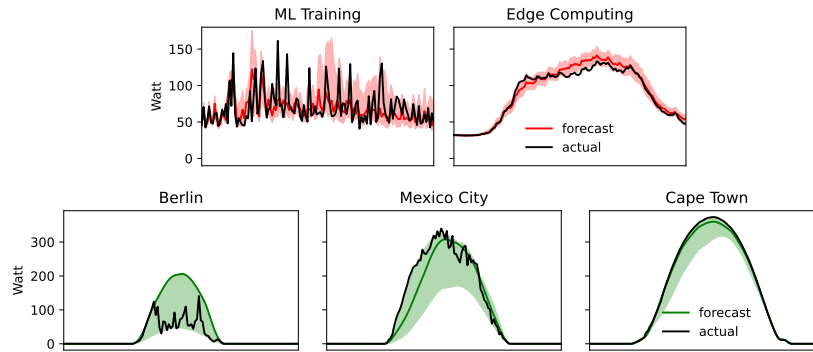 ML Training
Edge Computing
Watt
150
100
50
0
forecast
actual
Berlin
Mexico City
Cape Town
Watt
300
200
100
0
forecast
actual